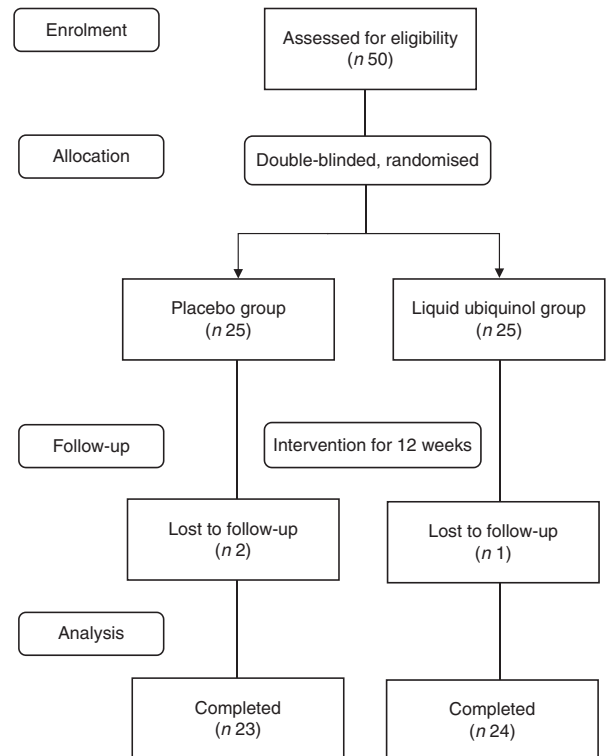 Enrolment
Assessed for eligibility
(n 50)
Allocation
Double-blinded, randomised
Placebo group
(n 25)
Liquid ubiquinol group
(n 25)
Follow-up
Intervention for 12 weeks
Lost to follow-up
(n 2)
Lost to follow-up
(n 1)
Analysis
Completed
(n 23)
Completed
(n 24)